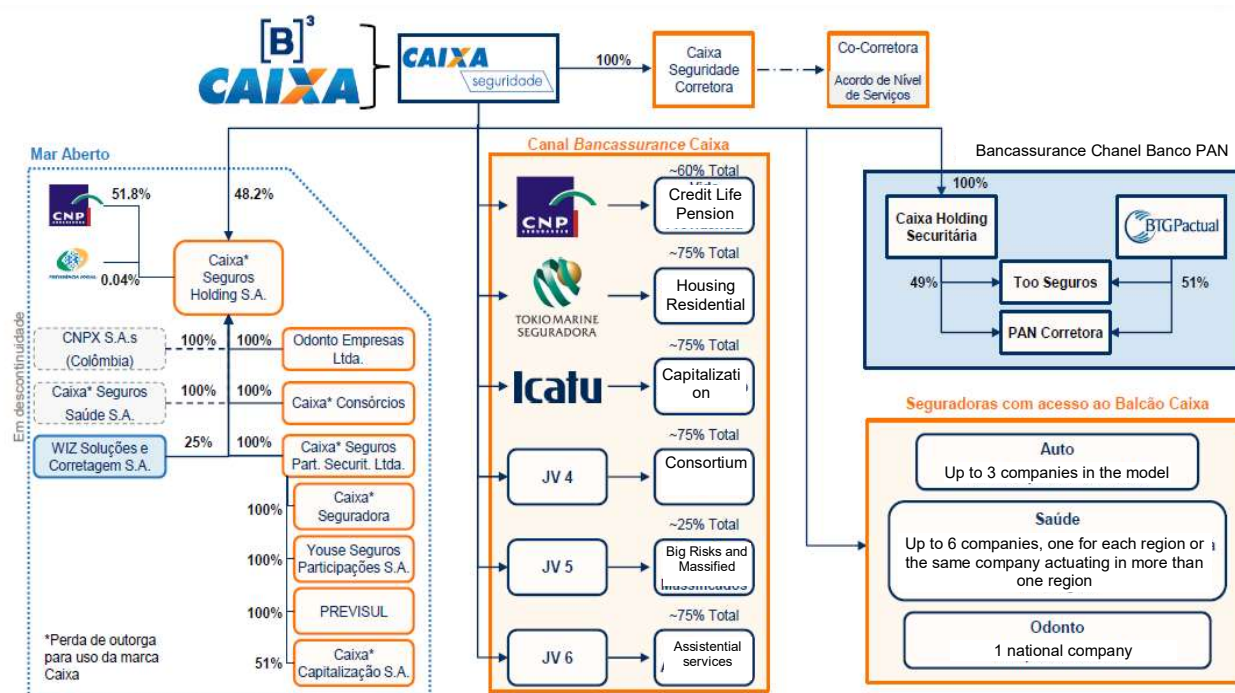 [B]³
CAIXA
CAIXA
seguridade
100%
Caixa
Seguridade
Corretora
Co-Corretora
Acordo de Nível
de Serviços
Mar Aberto
CNP
51.8%
48.2%
PREVIDÊNCIA SOCIAL
0.04%
Caixa*
Seguros
Holding S.A.
Em descontinuidade
CNPX S.A.s
(Colômbia)
100%
100%
Odonto Empresas
Ltda.
Caixa* Seguros
Saúde S.A.
100%
100%
Caixa* Consórcios
WIZ Soluções e
Corretagem S.A.
25%
100%
Caixa* Seguros
Part. Securit. Ltda.
100%
Caixa*
Seguradora
100%
Youse Seguros
Participações S.A.
100%
PREVISUL
51%
Caixa*
Capitalização S.A.
*Perda de outorga
para uso da marca
Caixa
Canal Bancassurance Caixa
CNP
~60% Total
Credit Life
Pension
TOKIO MARINE
SEGURADORA
~75% Total
Housing
Residential
Icatu
~75% Total
Capitalizati
on
JV 4
~75% Total
Consortium
JV 5
~25% Total
Big Risks and
Massified
Massificados
JV 6
~75% Total
Assistential
services
Bancassurance Chanel Banco PAN
100%
Caixa Holding
Securitária
BTGPactual
49%
Too Seguros
51%
PAN Corretora
Seguradoras com acesso ao Balcão Caixa
Auto
Up to 3 companies in the model
Saúde
Up to 6 companies, one for each region or
the same company actuating in more than
one region
Odonto
1 national company